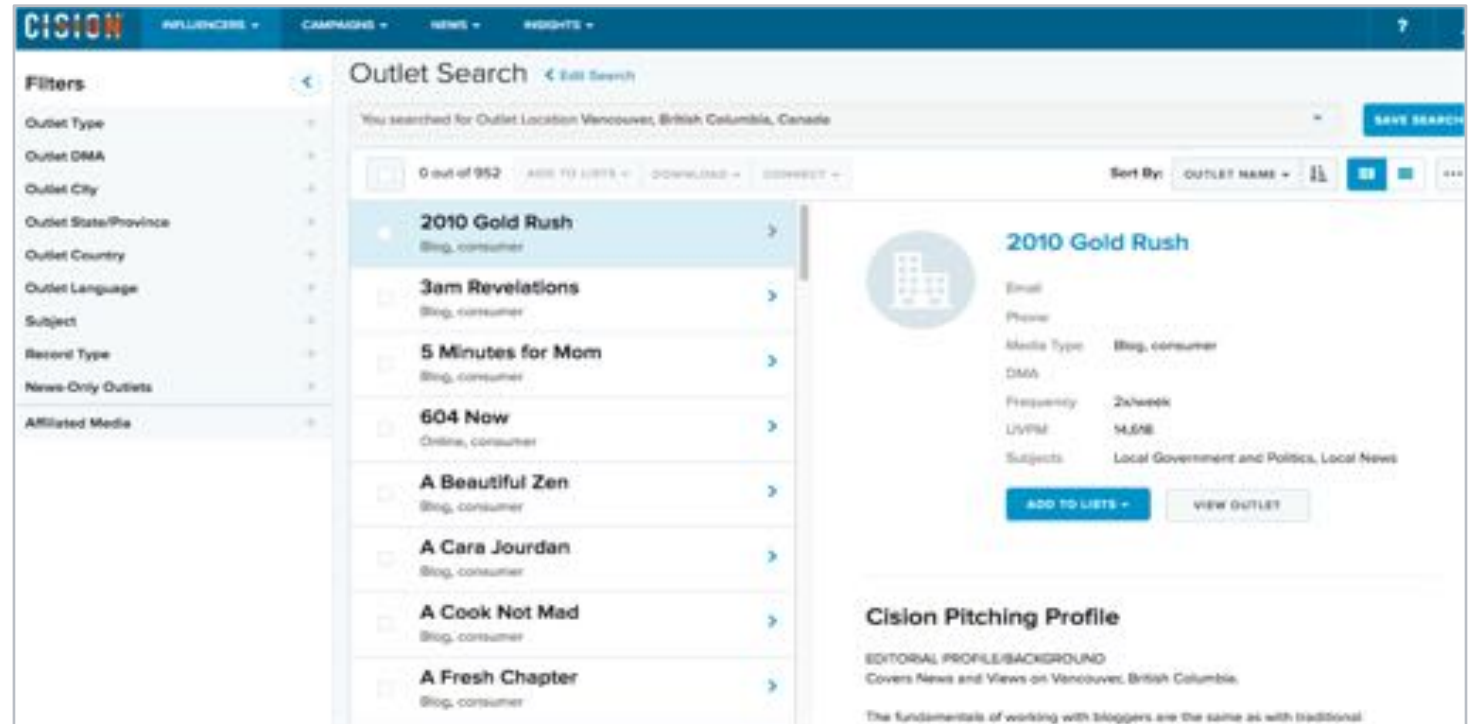 CISION INFLUENCERS CAMPAIGNS NEWS INSIGHTS ?
Filters
Outlet Type
Outlet DMA
Outlet City
Outlet State/Province
Outlet Country
Outlet Language
Subject
Record Type
News-Only Outlets
Affiliated Media
Outlet Search Edit Search
You searched for Outlet Location Vancouver, British Columbia, Canada
SAVE SEARCH
0 out of 952 ADD TO LISTS DOWNLOAD CONNECT Sort By: OUTLET NAME
2010 Gold Rush
Blog, consumer
3am Revelations
Blog, consumer
5 Minutes for Mom
Blog, consumer
604 Now
Online, consumer
A Beautiful Zen
Blog, consumer
A Cara Jourdan
Blog, consumer
A Cook Not Mad
Blog, consumer
A Fresh Chapter
Blog, consumer
2010 Gold Rush
Email
Phone
Media Type Blog, consumer
DMA
Frequency 2x/week
UVPM
Subjects Local Government and Politics, Local News
ADD TO LISTS VIEW OUTLET
Cision Pitching Profile
EDITORIAL PROFILE/BACKGROUND
Covers News and Views on Vancouver, British Columbia.
The fundamentals of working with bloggers are the same as with traditional